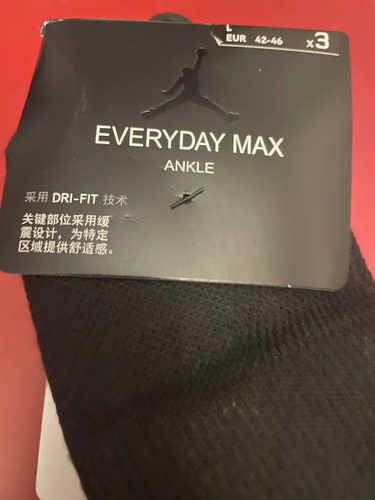 L
EUR 42-46 x3
EVERYDAY MAX
ANKLE
采用 DRI-FIT 技术
关键部位采用缓
震设计，为特定
区域提供舒适感。